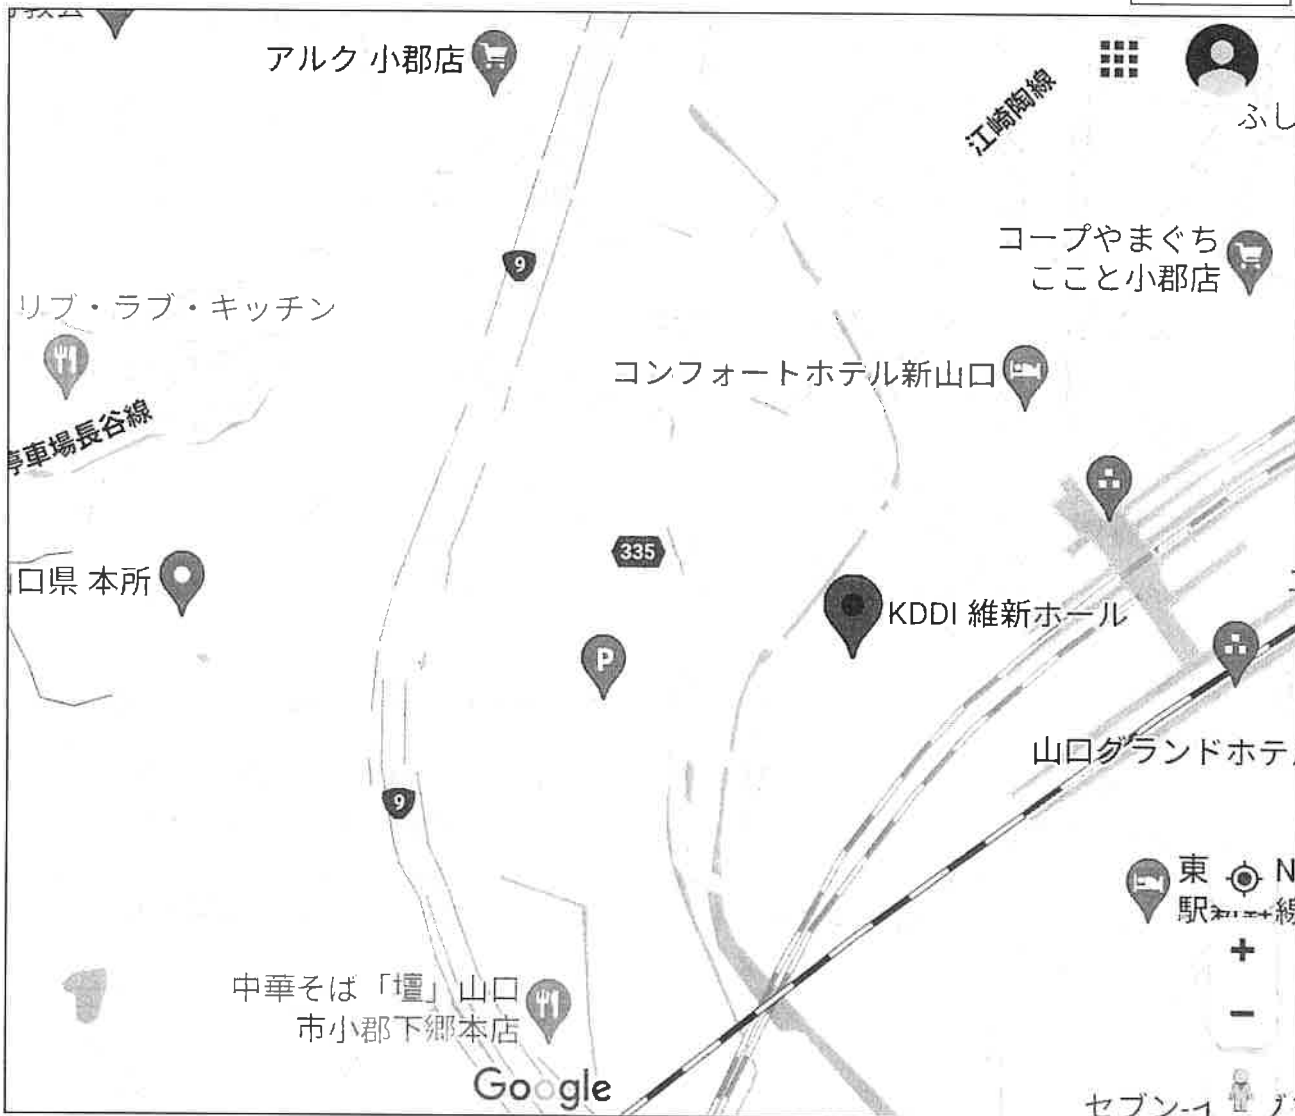 アルク 小郡店
江崎陶線
ふし
コープやまぐち
ここと小郡店
9
リブ・ラブ・キッチン
コンフォートホテル新山口
停車場長谷線
335
口県 本所
KDDI 維新ホール
P
山口グランドホテ
9
東
N
駅新幹線
+
中華そば「壇」山口
市小郡下郷本店
−
Google
セブン-イ